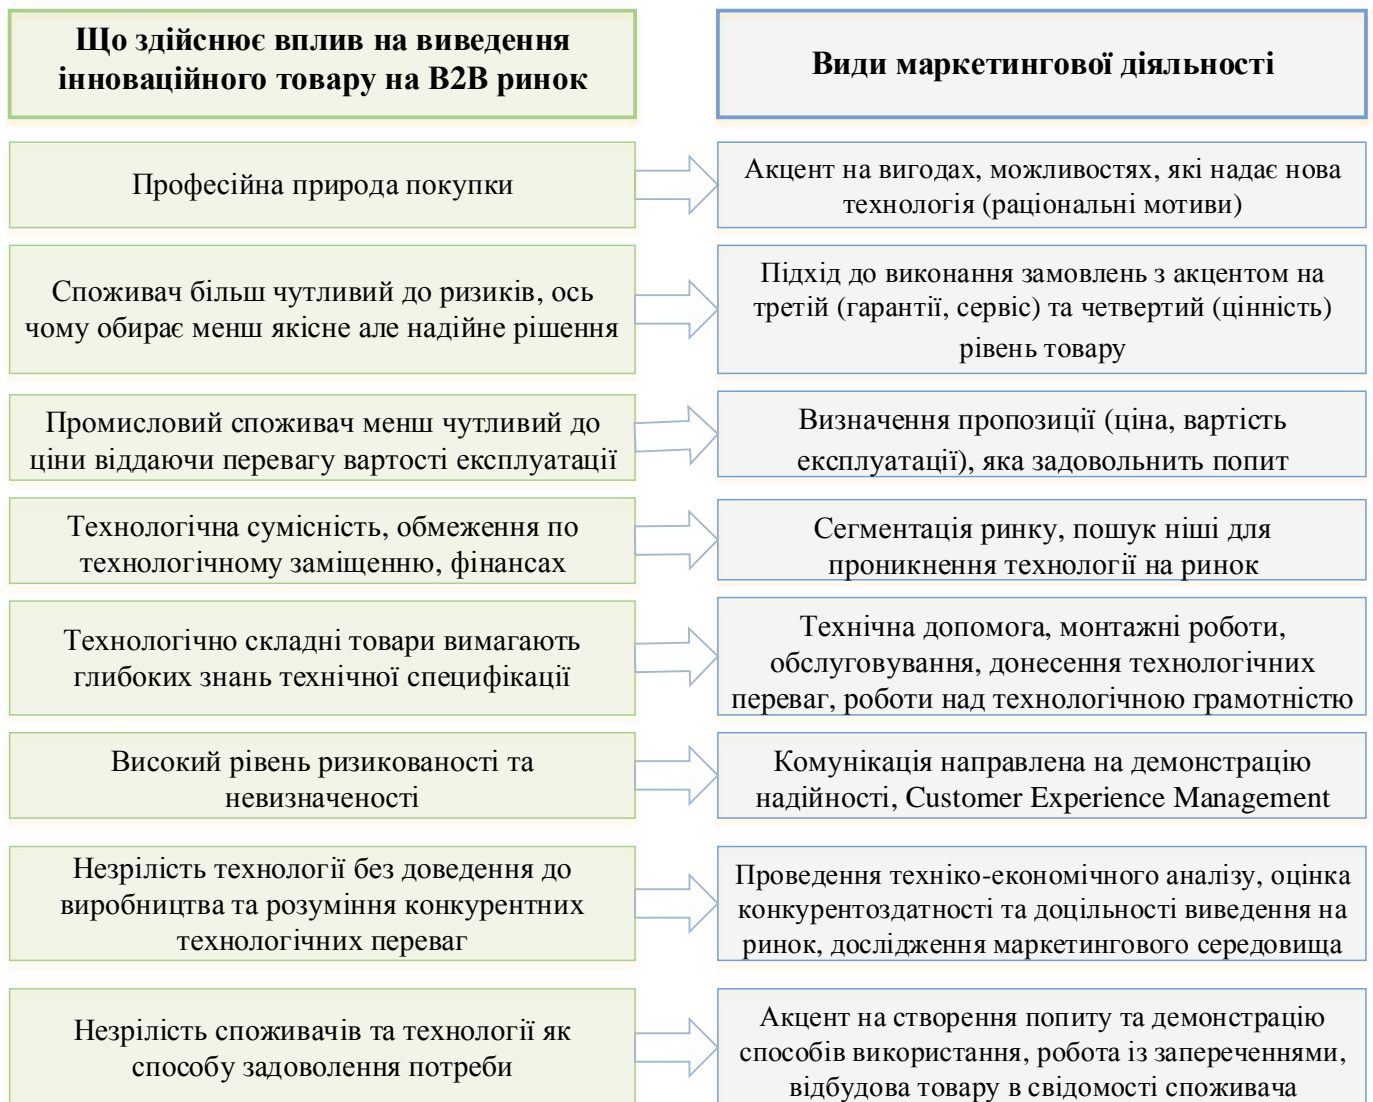 Що здійснює вплив на виведення
інноваційного товару на B2B ринок
Види маркетингової діяльності
Професійна природа покупки
Акцент на вигодах, можливостях, які надає нова
технологія (раціональні мотиви)
Споживач більш чутливий до ризиків, ось
чому обирає менш якісне але надійне рішення
Підхід до виконання замовлень з акцентом на
третій (гарантії, сервіс) та четвертий (цінність)
рівень товару
Промисловий споживач менш чутливий до
ціни віддаючи перевагу вартості експлуатації
Визначення пропозиції (ціна, вартість
експлуатації), яка задовольнить попит
Технологічна сумісність, обмеження по
технологічному заміщенню, фінансах
Сегментація ринку, пошук ніші для
проникнення технології на ринок
Технологічно складні товари вимагають
глибоких знань технічної специфікації
Технічна допомога, монтажні роботи,
обслуговування, донесення технологічних
переваг, роботи над технологічною грамотністю
Високий рівень ризикованості та
невизначеності
Комунікація направлена на демонстрацію
надійності, Customer Experience Management
Незрілість технології без доведення до
виробництва та розуміння конкурентних
технологічних переваг
Проведення техніко-економічного аналізу, оцінка
конкурентоздатності та доцільності виведення на
ринок, дослідження маркетингового середовища
Незрілість споживачів та технології як
способу задоволення потреби
Акцент на створення попиту та демонстрацію
способів використання, робота із запереченнями,
відбудова товару в свідомості споживача